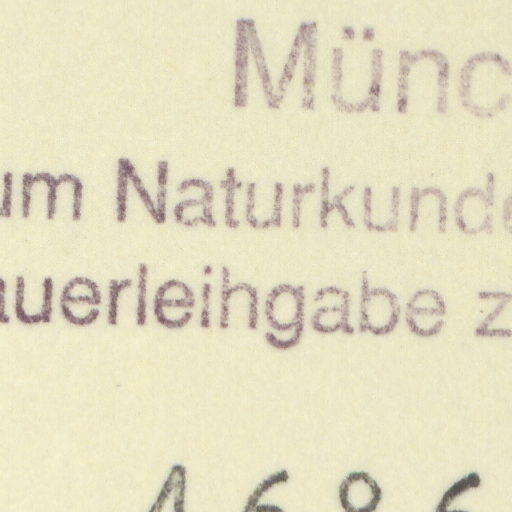 Münc
um Naturkunde
auerleihgabe z
1686